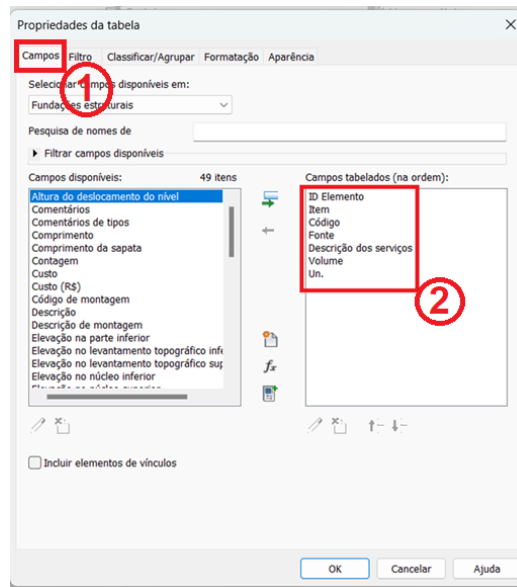 Propriedades da tabela
Campos Filtro Classificar/Agrupar Formatação Aparência
1
Selecionar campos disponíveis em:
Fundações estruturais
Pesquisa de nomes de
Filtrar campos disponíveis
Campos disponíveis: 49 itens
Altura do deslocamento do nível
Comentários
Comentários de tipos
Comprimento
Comprimento da sapata
Contagem
Custo
Custo (R$)
Código de montagem
Descrição
Descrição de montagem
Elevação na parte inferior
Elevação no levantamento topográfico infe
Elevação no levantamento topográfico sup
Elevação no núcleo inferior
Campos tabelados (na ordem):
ID Elemento
Item
Código
Fonte
Descrição dos serviços
Volume
Un.
2
fx
Incluir elementos de vínculos
OK Cancelar Ajuda